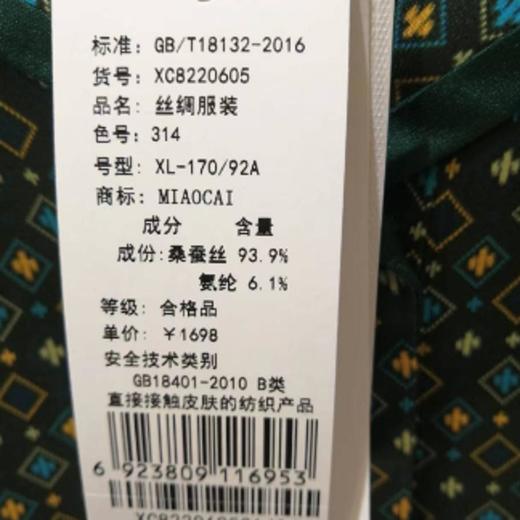 标准: GB/T18132-2016
货号: XC8220605
品名: 丝绸服装
色号: 314
号型: XL-170/92A
商标: MIAOCAI
成分 含量
成份:桑蚕丝 93.9%
氨纶 6.1%
等级: 合格品
单价: ￥1698
安全技术类别
GB18401-2010 B类
直接接触皮肤的纺织产品
6 923809 116953